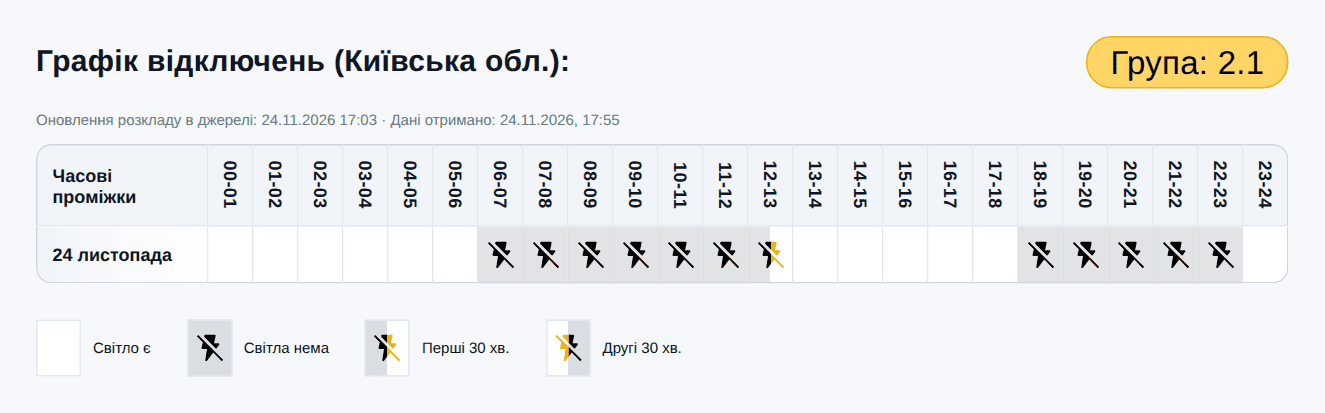 Графік відключень (Київська обл.):
Група: 2.1
Оновлення розкладу в джерелі: 24.11.2026 17:03 · Дані отримано: 24.11.2026, 17:55
Часові
проміжки
00-01
01-02
02-03
03-04
04-05
05-06
06-07
07-08
08-09
09-10
10-11
11-12
12-13
13-14
14-15
15-16
16-17
17-18
18-19
19-20
20-21
21-22
22-23
23-24
24 листопада
Світло є
Світла нема
Перші 30 хв.
Другі 30 хв.